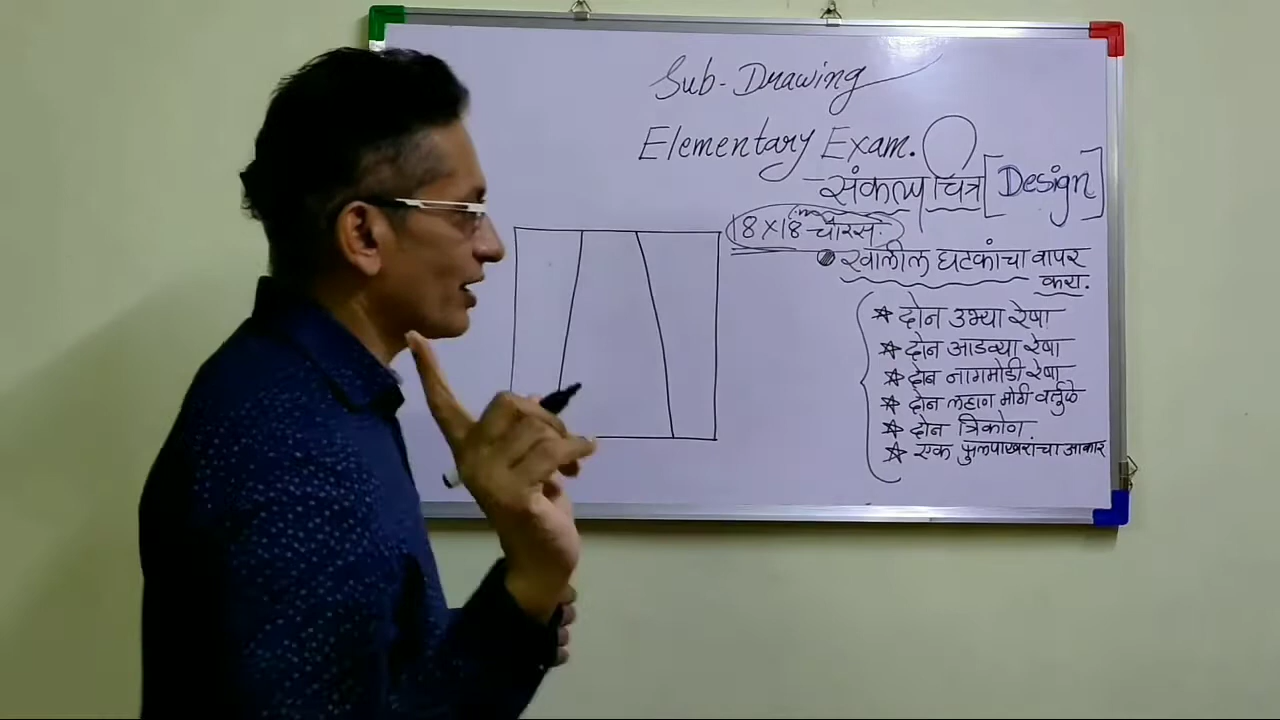 Sub-Drawing
Elementary Exam.
संकल्प चित्र [Design]
18 X 18 चौरस.
खालील घटकांचा वापर
करा.
* दोन उभ्या रेषा
* दोन आडव्या रेषा
* दोन नागमोडी रेषा
* दोन लहान मोठी वर्तुळे
* दोन त्रिकोण
* एक फुलपाखरांचा आकार